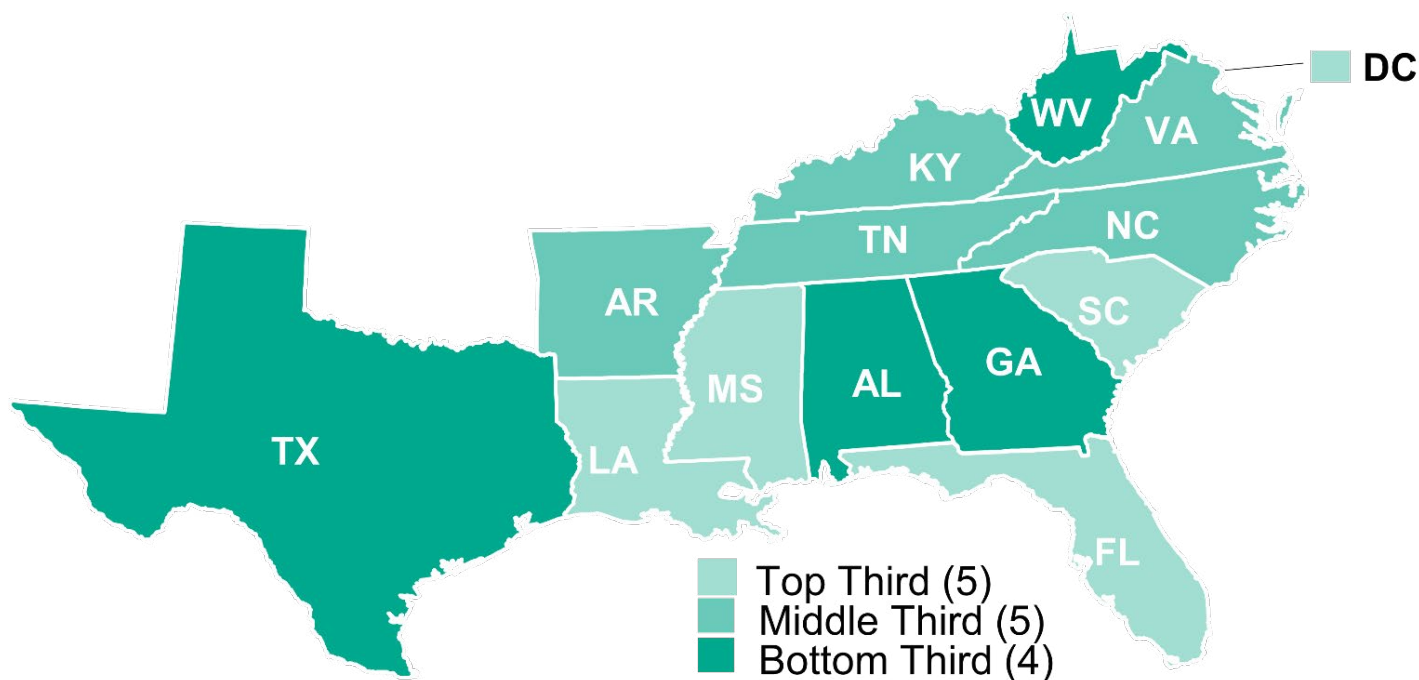 DC
WV
VA
KY
NC
TN
AR
SC
GA
MS
AL
TX
LA
FL
Top Third (5)
Middle Third (5)
Bottom Third (4)